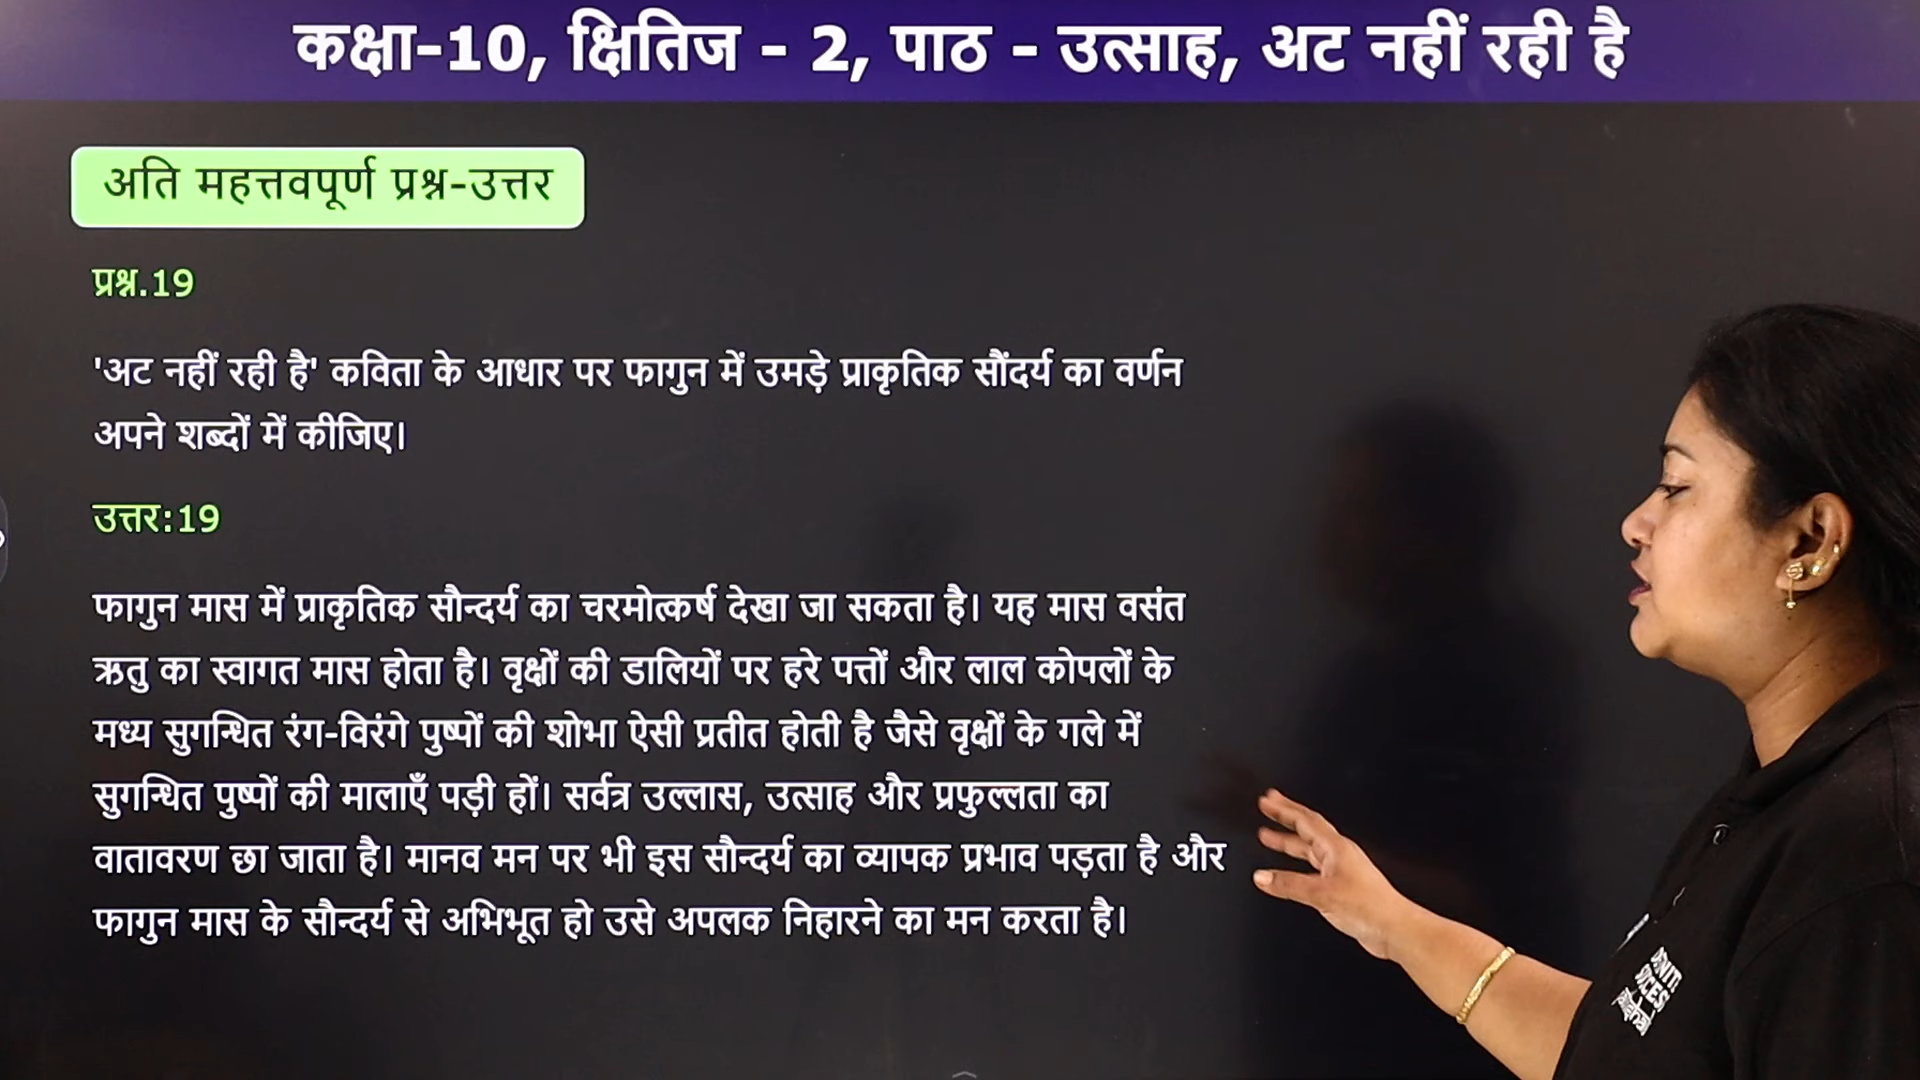 कक्षा-10, क्षितिज - 2, पाठ - उत्साह, अट नहीं रही है
अति महत्तवपूर्ण प्रश्न-उत्तर
प्रश्न.19
'अट नहीं रही है' कविता के आधार पर फागुन में उमड़े प्राकृतिक सौंदर्य का वर्णन
अपने शब्दों में कीजिए।
उत्तर:19
फागुन मास में प्राकृतिक सौन्दर्य का चरमोत्कर्ष देखा जा सकता है। यह मास वसंत
ऋतु का स्वागत मास होता है। वृक्षों की डालियों पर हरे पत्तों और लाल कोपलों के
मध्य सुगन्धित रंग-विरंगे पुष्पों की शोभा ऐसी प्रतीत होती है जैसे वृक्षों के गले में
सुगन्धित पुष्पों की मालाएँ पड़ी हों। सर्वत्र उल्लास, उत्साह और प्रफुल्लता का
वातावरण छा जाता है। मानव मन पर भी इस सौन्दर्य का व्यापक प्रभाव पड़ता है और
फागुन मास के सौन्दर्य से अभिभूत हो उसे अपलक निहारने का मन करता है।